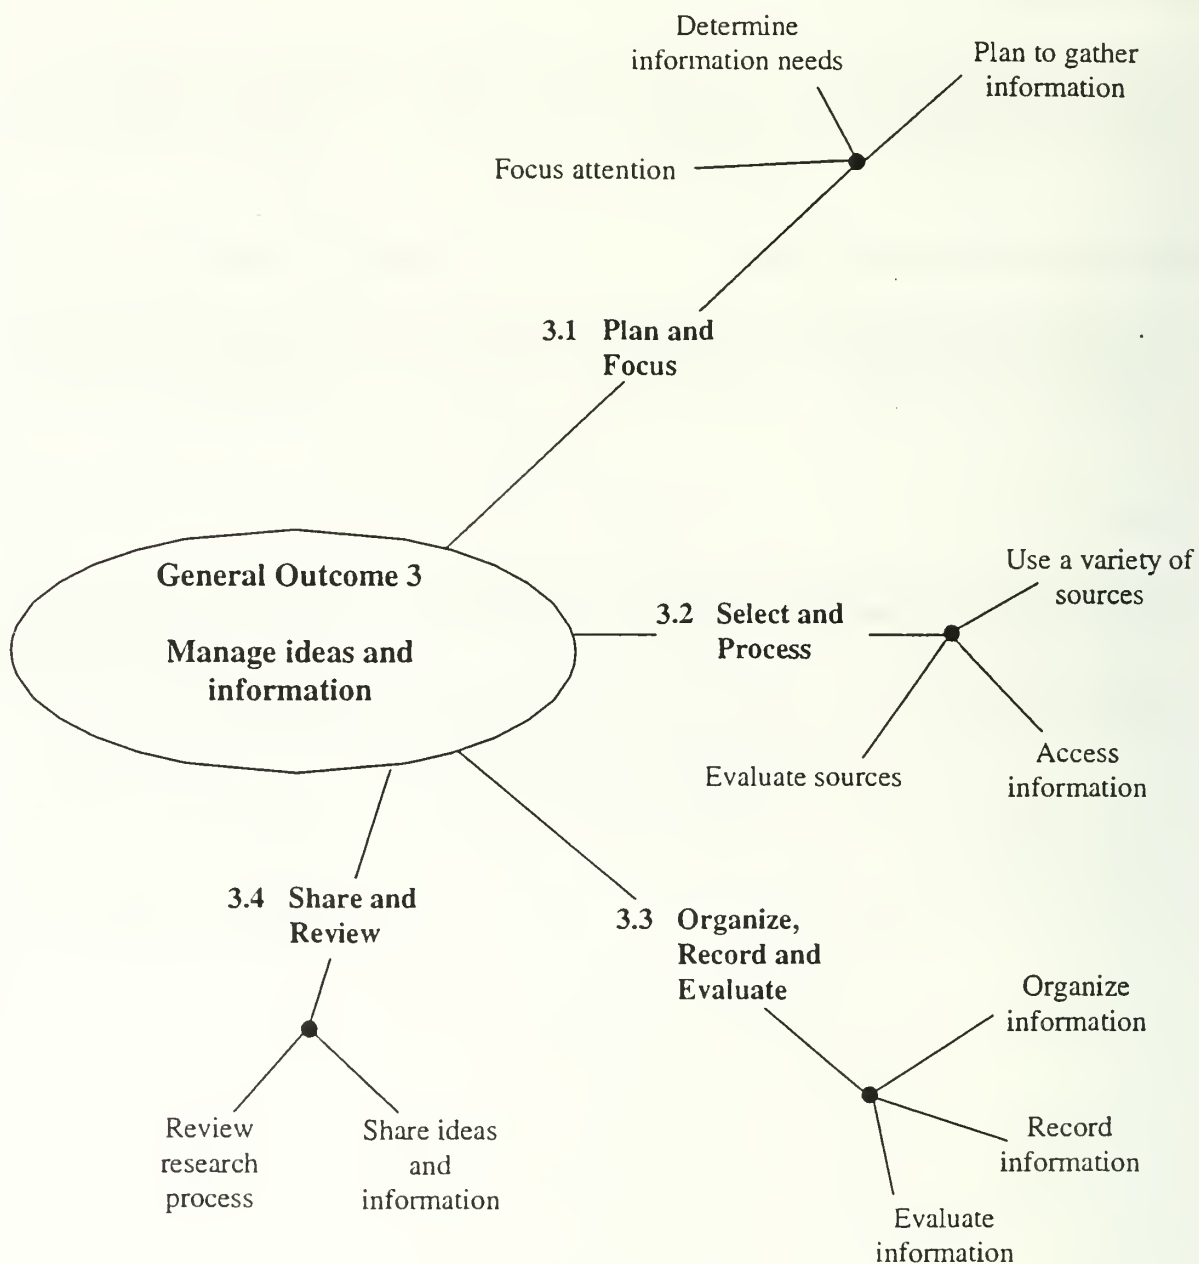 Determine
information needs
Plan to gather
information
Focus attention
3.1 Plan and
Focus
General Outcome 3
Manage ideas and
information
3.2 Select and
Process
Use a variety of
sources
Evaluate sources
Access
information
3.4 Share and
Review
3.3 Organize,
Record and
Evaluate
Organize
information
Review
research
process
Share ideas
and
information
Record
information
Evaluate
information